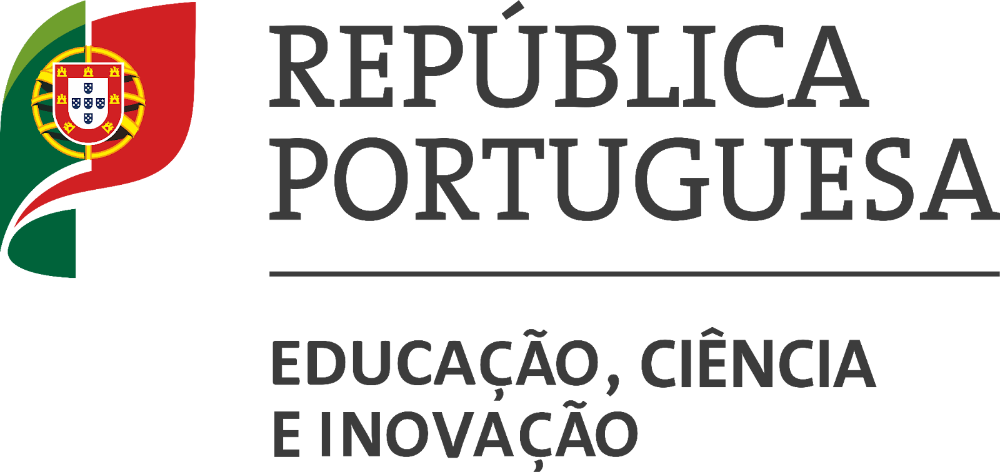 REPÚBLICA
PORTUGUESA
EDUCAÇÃO, CIÊNCIA
E INOVAÇÃO